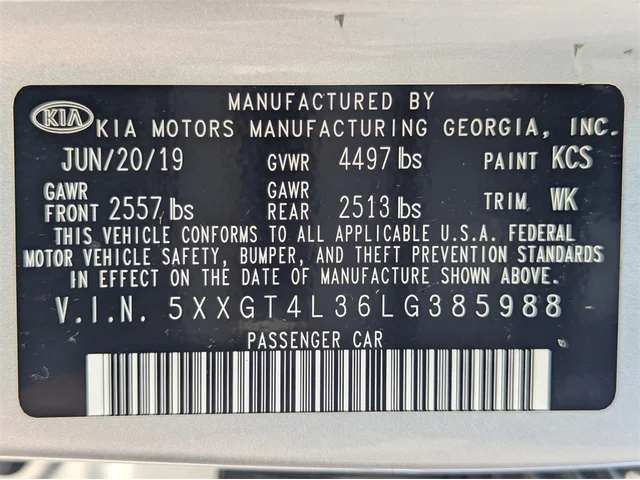 MANUFACTURED BY
KIA KIA MOTORS MANUFACTURING GEORGIA, INC.
JUN/20/19 GVWR 4497 lbs PAINT KCS
GAWR FRONT 2557 lbs GAWR REAR 2513 lbs TRIM WK
THIS VEHICLE CONFORMS TO ALL APPLICABLE U.S.A. FEDERAL
MOTOR VEHICLE SAFETY, BUMPER, AND THEFT PREVENTION STANDARDS
IN EFFECT ON THE DATE OF MANUFACTURE SHOWN ABOVE.
V.I.N. 5XXGT4L36LG385988
PASSENGER CAR